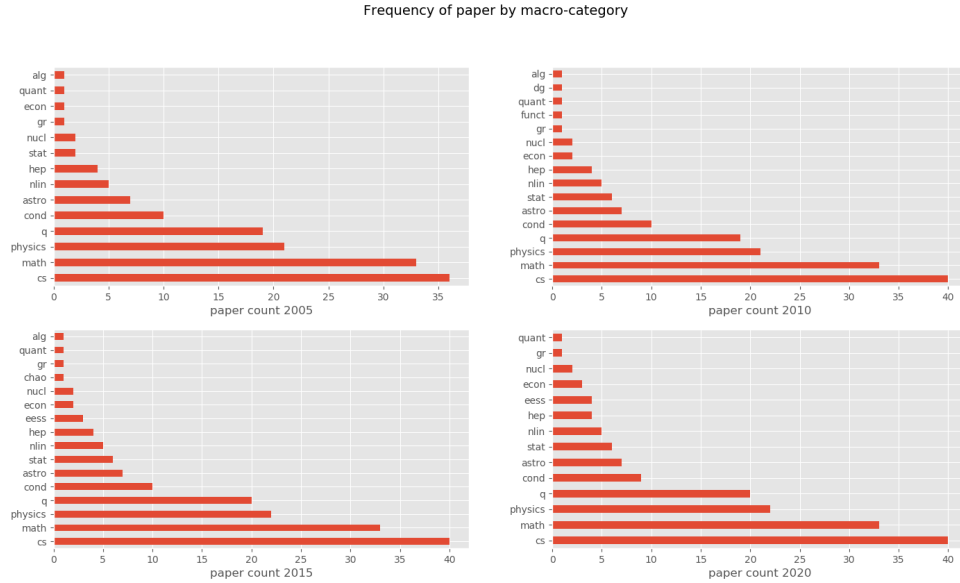 Frequency of paper by macro-category
alg
quant
econ
gr
nucl
stat
hep
nlin
astro
cond
q
physics
math
cs
0 5 10 15 20 25 30 35
paper count 2005
alg
dg
quant
funct
gr
nucl
econ
hep
nlin
stat
astro
cond
q
physics
math
cs
0 5 10 15 20 25 30 35 40
paper count 2010
alg
quant
gr
chao
nucl
econ
eess
hep
nlin
stat
astro
cond
q
physics
math
cs
0 5 10 15 20 25 30 35 40
paper count 2015
quant
gr
nucl
econ
eess
hep
nlin
stat
astro
cond
q
physics
math
cs
0 5 10 15 20 25 30 35 40
paper count 2020